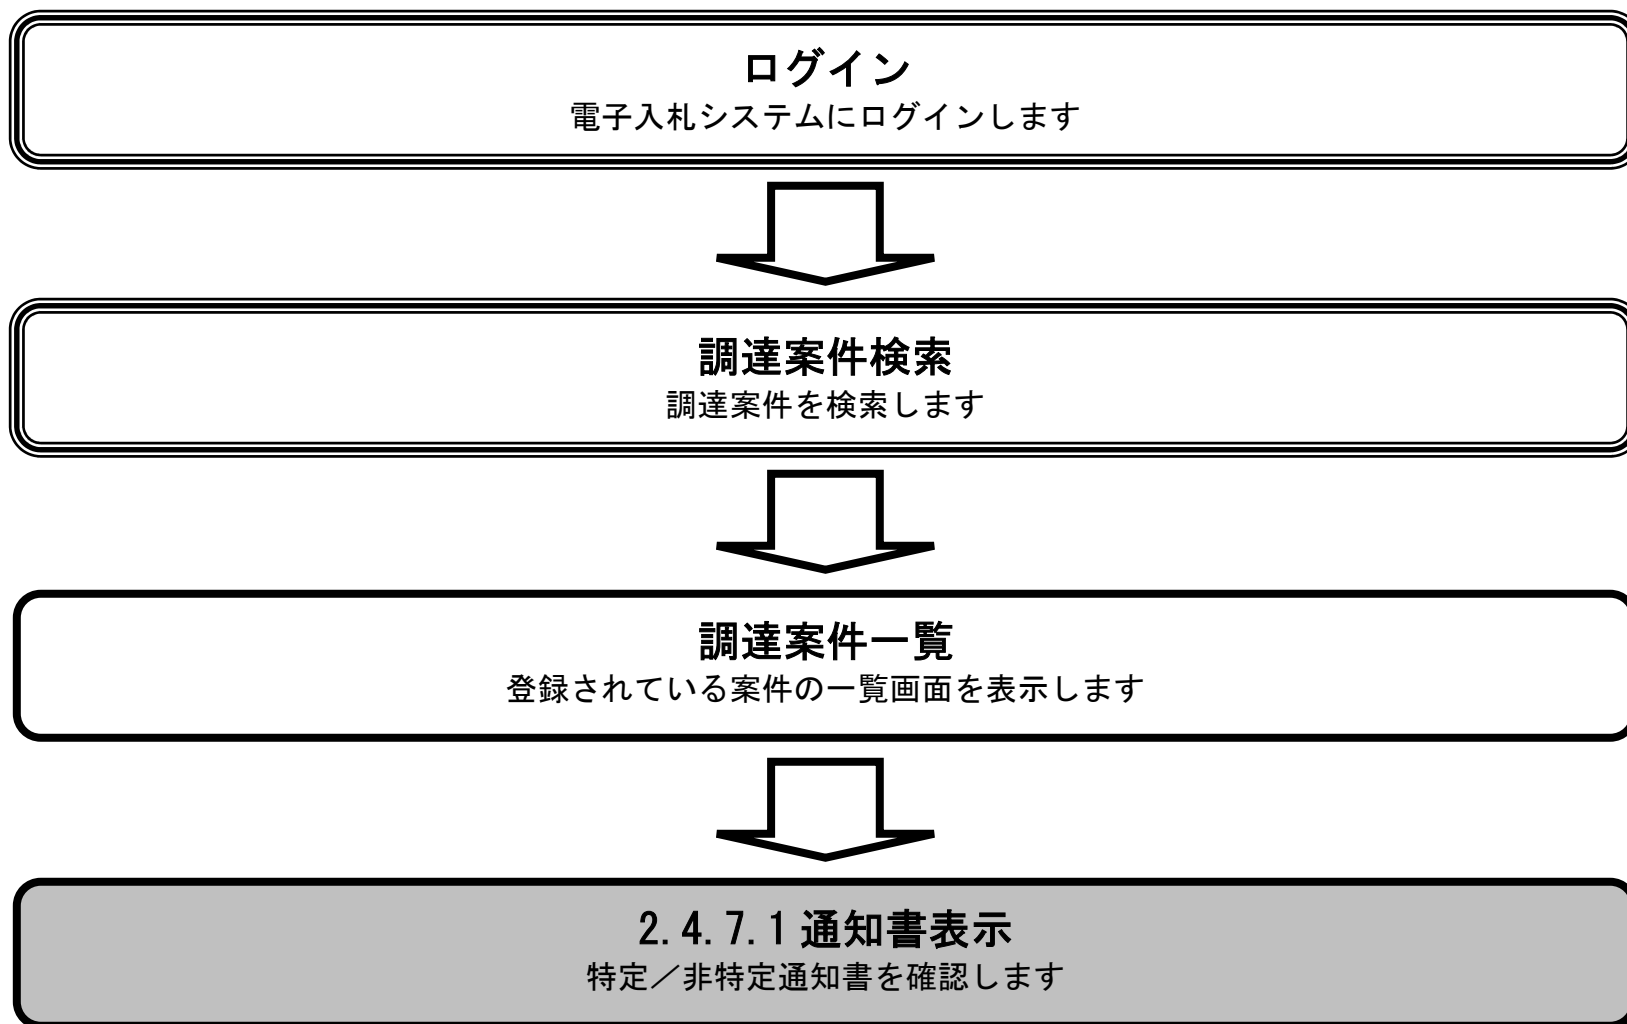 ログイン
電子入札システムにログインします
調達案件検索
調達案件を検索します
調達案件一覧
登録されている案件の一覧画面を表示します
2.4.7.1 通知書表示
特定／非特定通知書を確認します